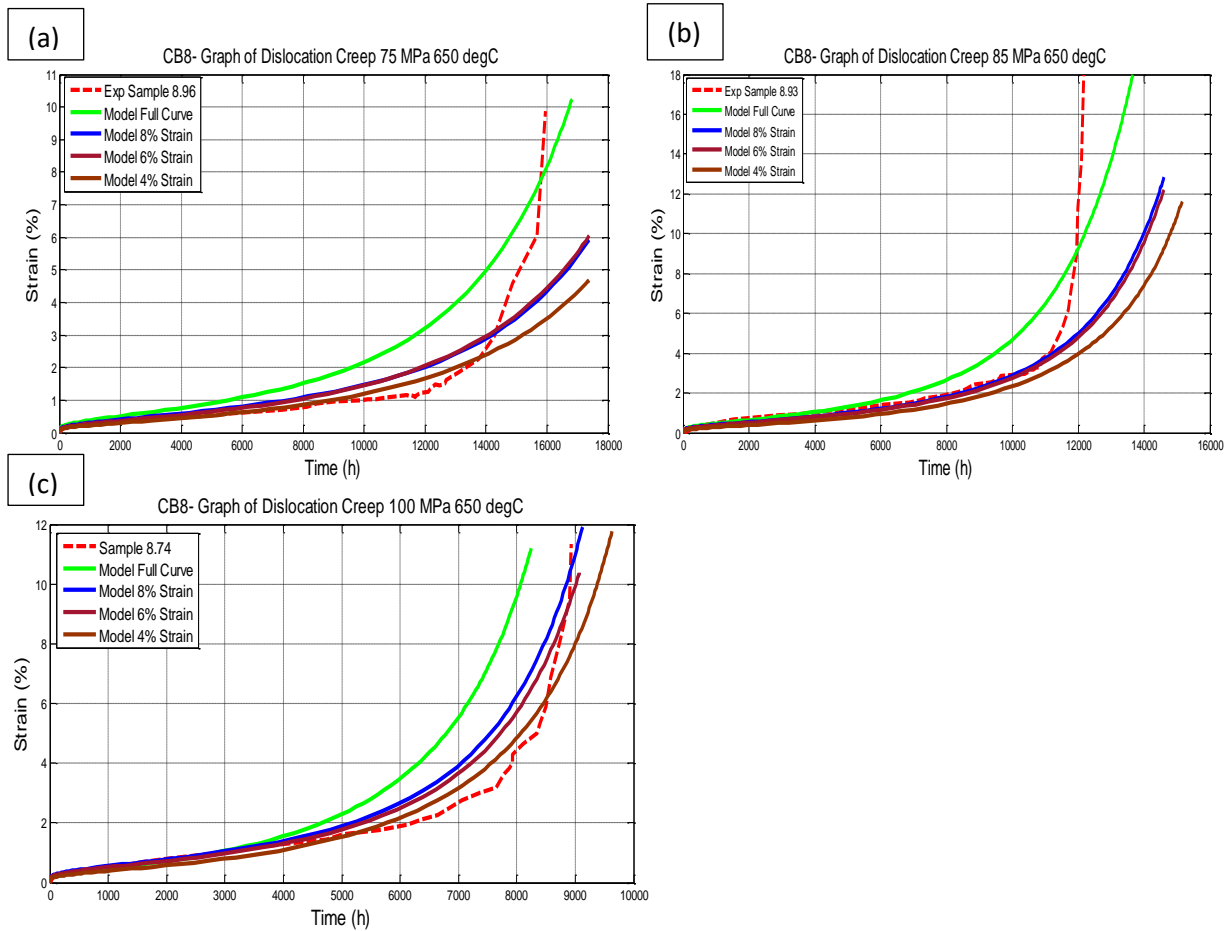 (a)
CB8- Graph of Dislocation Creep 75 MPa 650 degC
11
10
9
8
7
6
5
4
3
2
1
0
Strain (%)
Exp Sample 8.96
Model Full Curve
Model 8% Strain
Model 6% Strain
Model 4% Strain
0 2000 4000 6000 8000 10000 12000 14000 16000 18000
Time (h)
(b)
CB8- Graph of Dislocation Creep 85 MPa 650 degC
18
16
14
12
10
8
6
4
2
0
Strain (%)
Exp Sample 8.93
Model Full Curve
Model 8% Strain
Model 6% Strain
Model 4% Strain
0 2000 4000 6000 8000 10000 12000 14000 16000
Time (h)
(c)
CB8- Graph of Dislocation Creep 100 MPa 650 degC
12
10
8
6
4
2
0
Strain (%)
Sample 8.74
Model Full Curve
Model 8% Strain
Model 6% Strain
Model 4% Strain
0 1000 2000 3000 4000 5000 6000 7000 8000 9000 10000
Time (h)